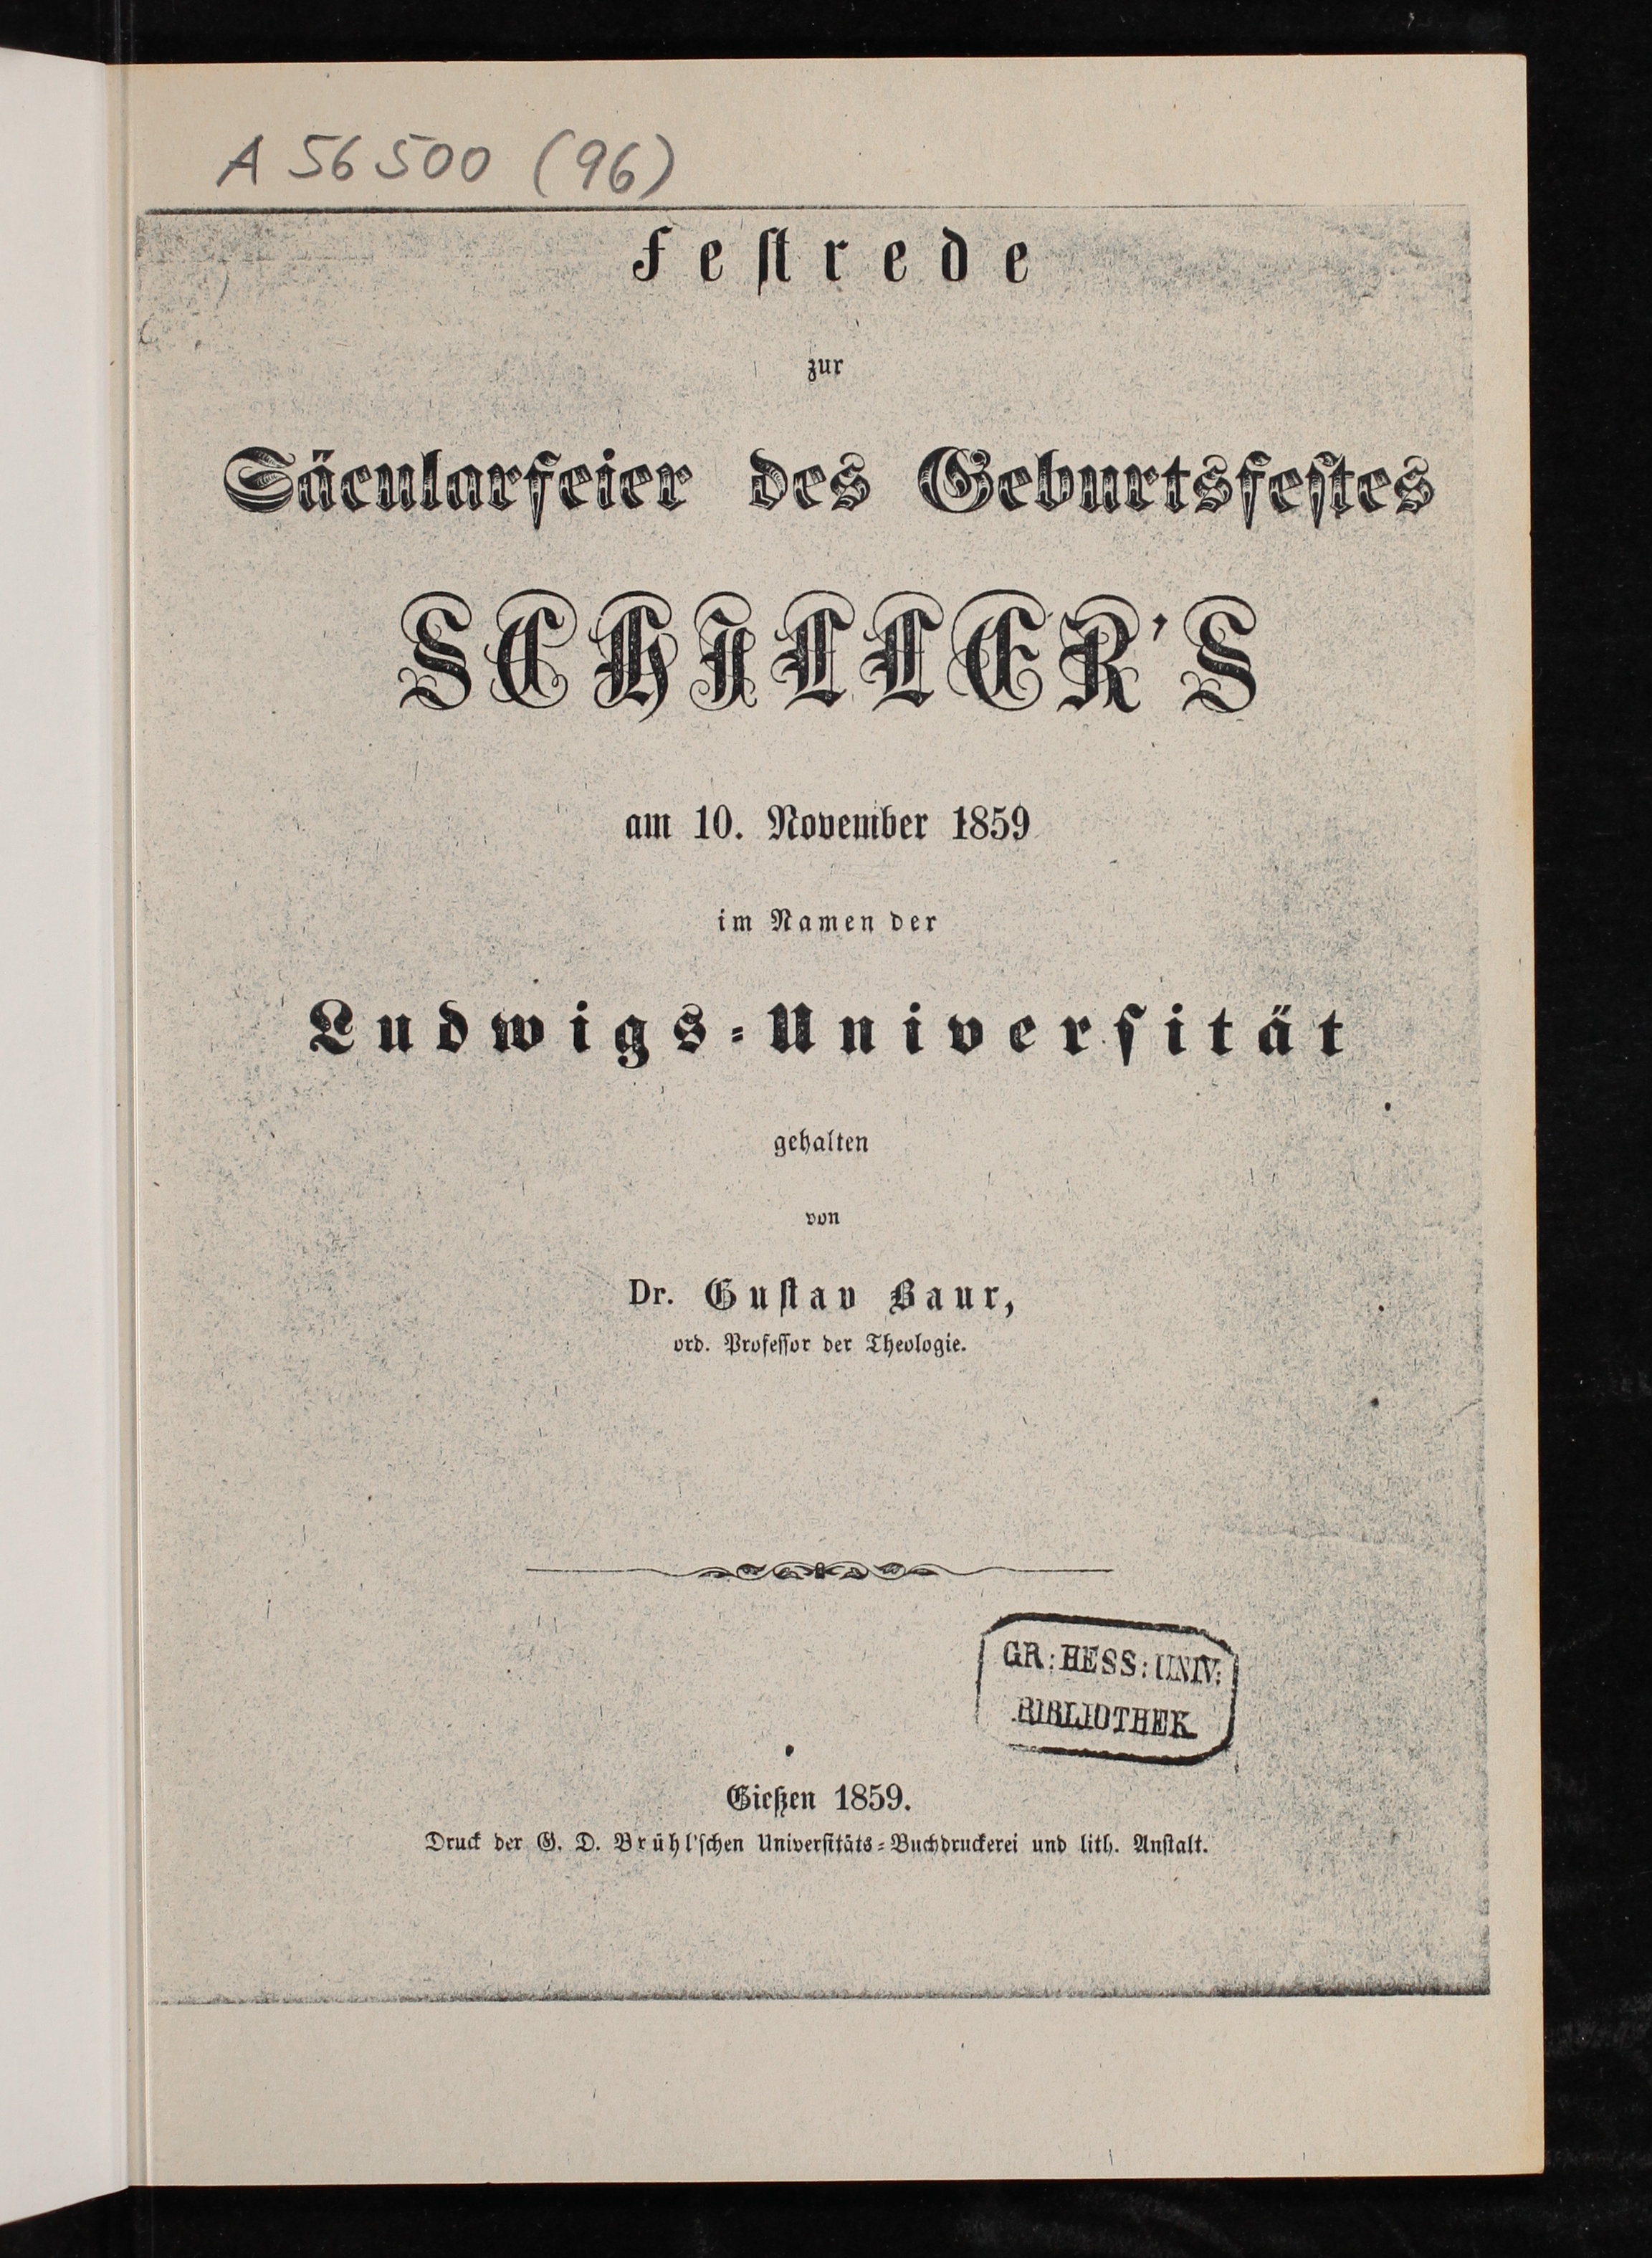 A 56500 (96)
Festrede
zur
Säcularfeier des Geburtsfestes
SCHILLER'S
am 10. November 1859
im Namen der
Ludwigs-Universität
gehalten
von
Dr. Gustav Baur,
ord. Professor der Theologie.
GR: HESS: UNIV:
BIBLIOTHEK
Gießen 1859.
Druck der G. D. Brühl'schen Universitäts-Buchdruckerei und lith. Anstalt.